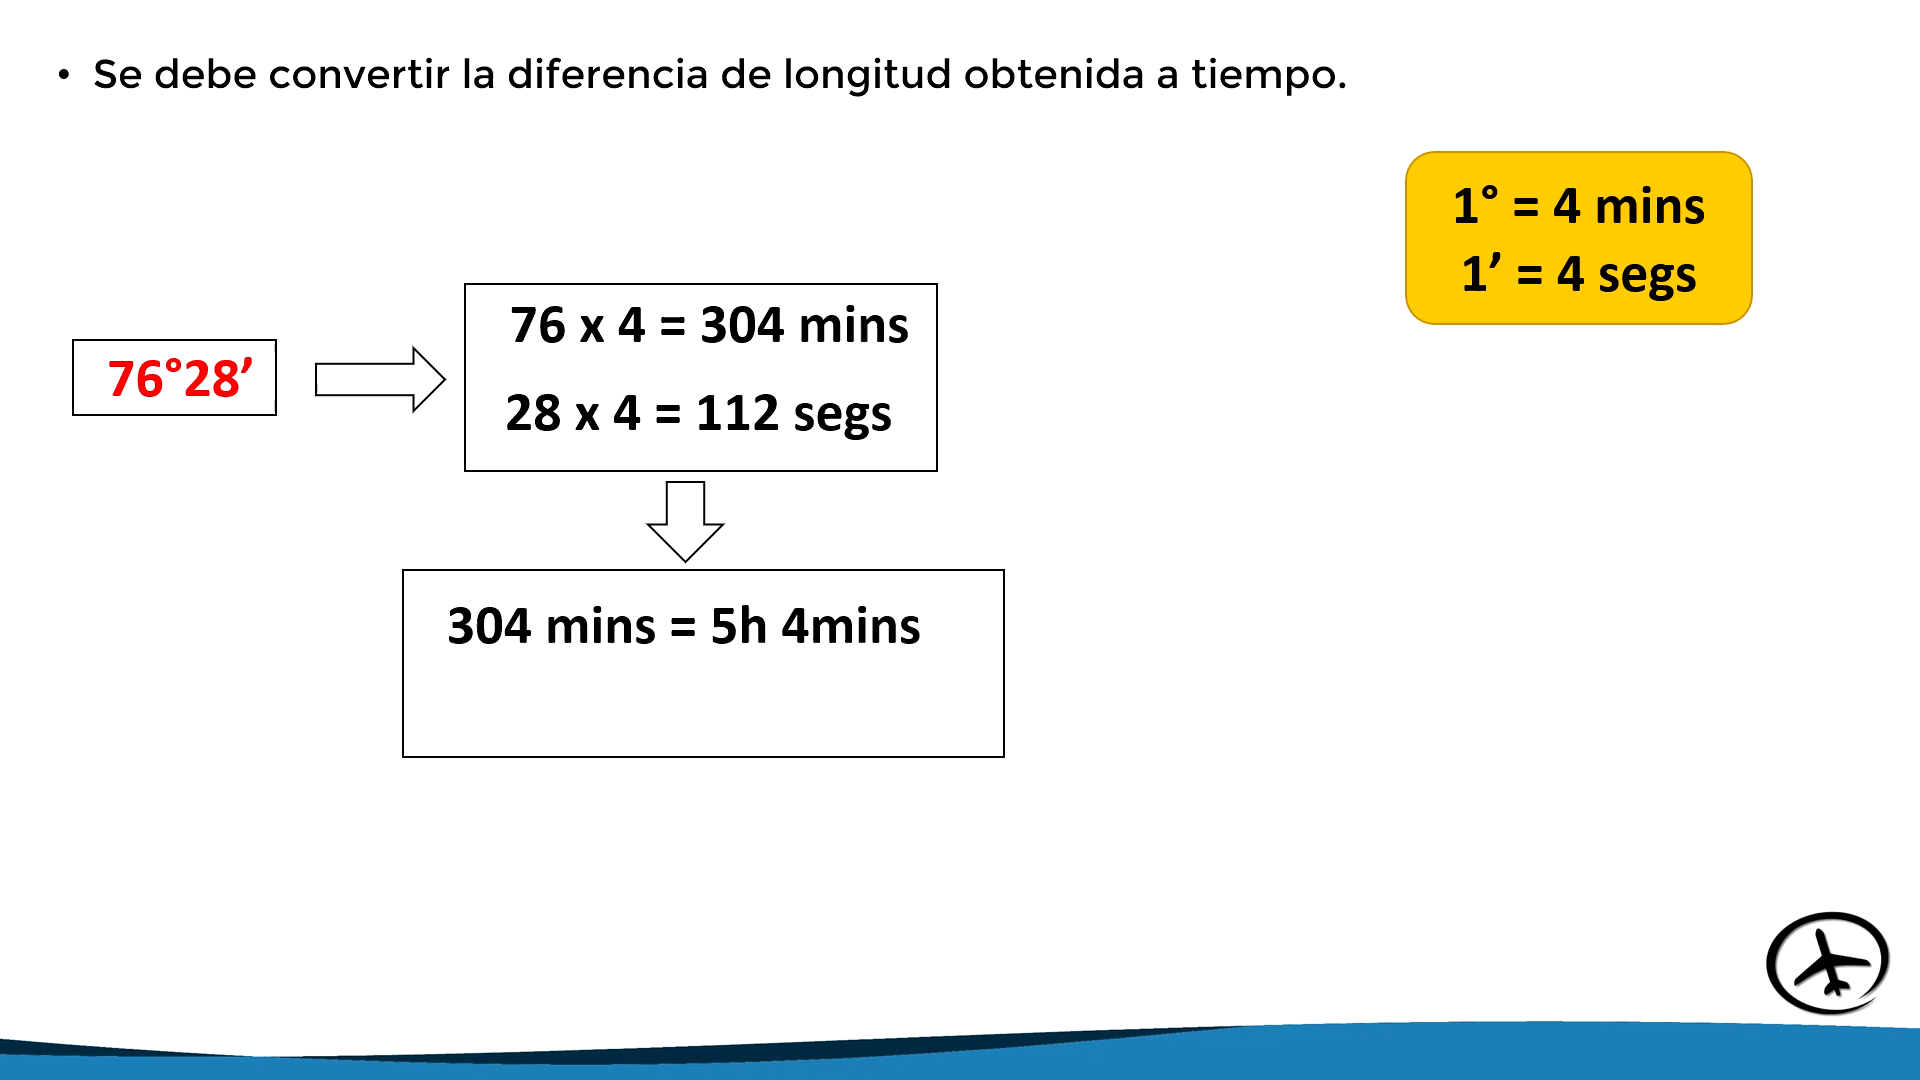 • Se debe convertir la diferencia de longitud obtenida a tiempo.
1° = 4 mins
1’ = 4 segs
76°28’
76 x 4 = 304 mins
28 x 4 = 112 segs
304 mins = 5h 4mins